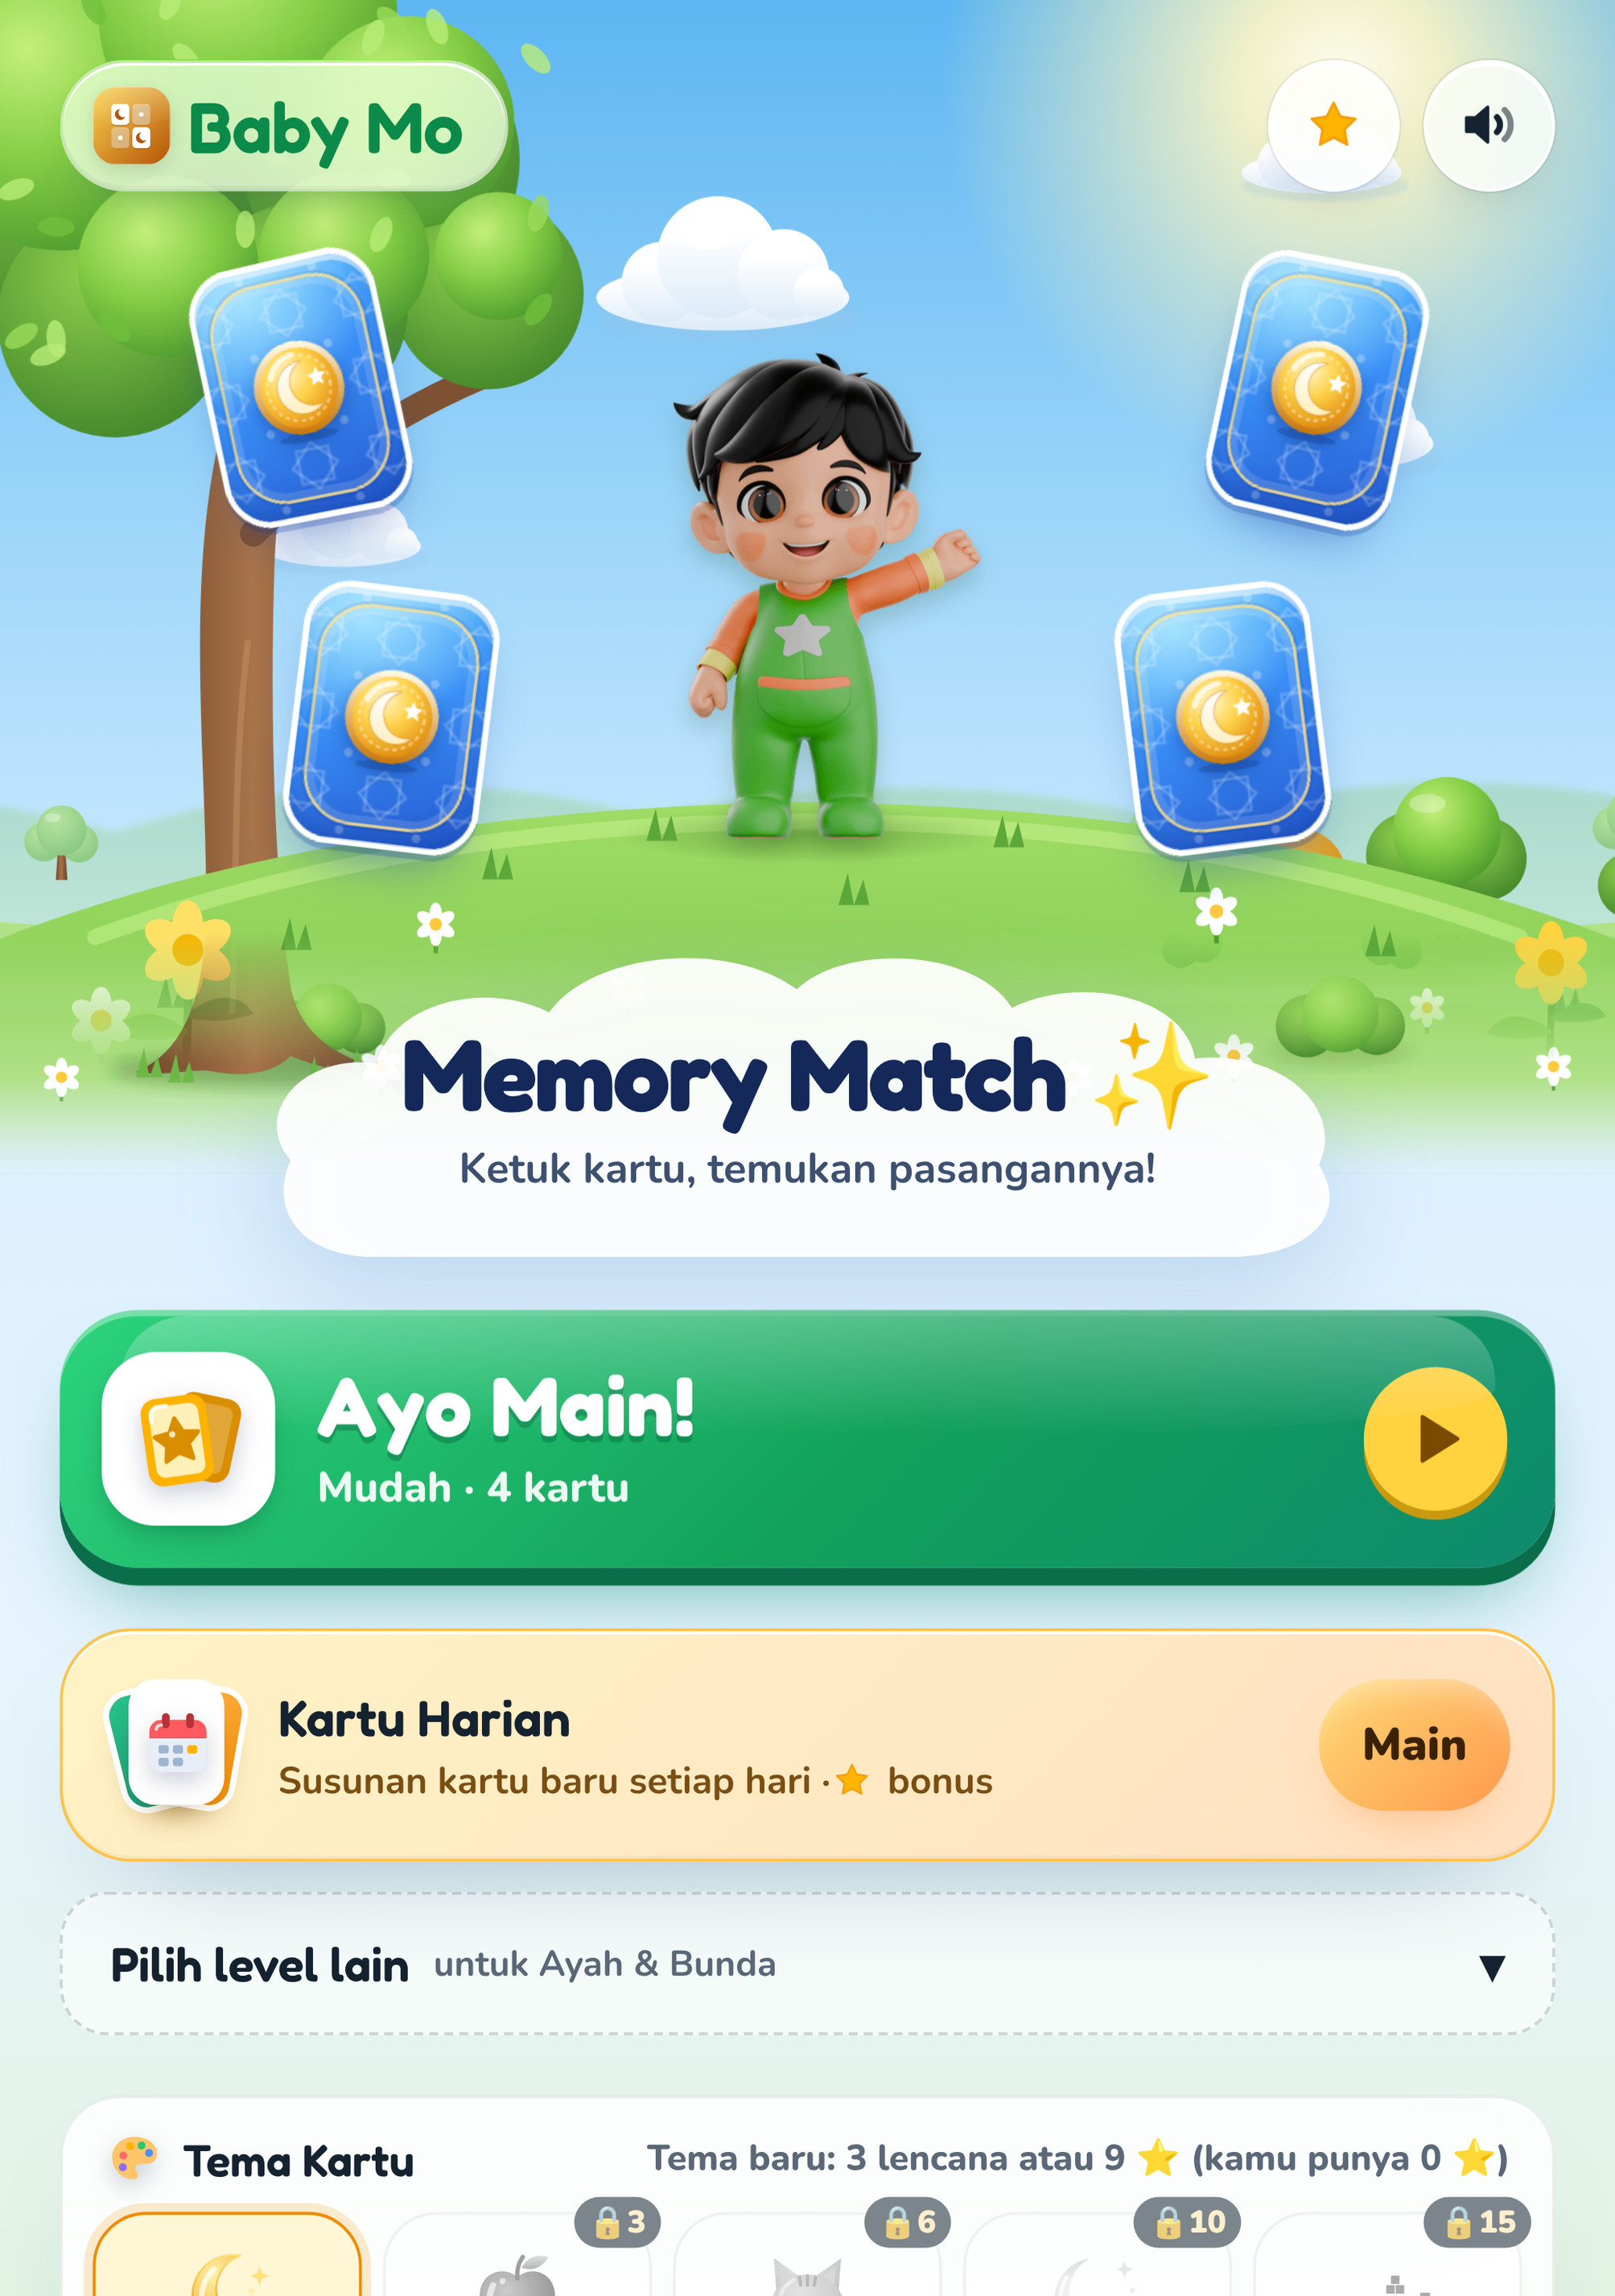 Baby Mo
Memory Match ✨
Ketuk kartu, temukan pasangannya!
Ayo Main!
Mudah · 4 kartu
Kartu Harian
Susunan kartu baru setiap hari · ⭐ bonus
Main
Pilih level lain untuk Ayah & Bunda ▼
Tema Kartu
Tema baru: 3 lencana atau 9 ⭐ (kamu punya 0 ⭐)
🔒3
🔒6
🔒10
🔒15